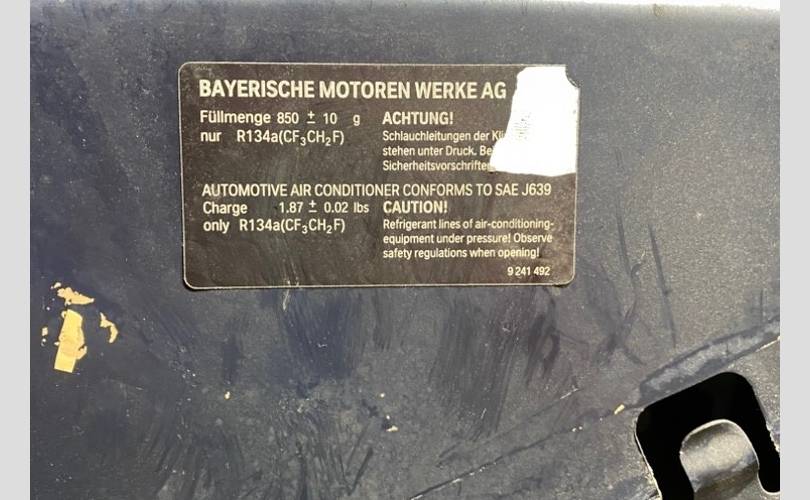 BAYERISCHE MOTOREN WERKE AG
Füllmenge 850 ± 10 g
nur R134a(CF₃CH₂F)
ACHTUNG!
Schlauchleitungen der
stehen unter Druck.
Sicherheitsvorschrifte
AUTOMOTIVE AIR CONDITIONER CONFORMS TO SAE J639
Charge 1.87 ± 0.02 lbs
only R134a(CF₃CH₂F)
CAUTION!
Refrigerant lines of air-conditioning-
equipment under pressure! Observe
safety regulations when opening!
9 241 492